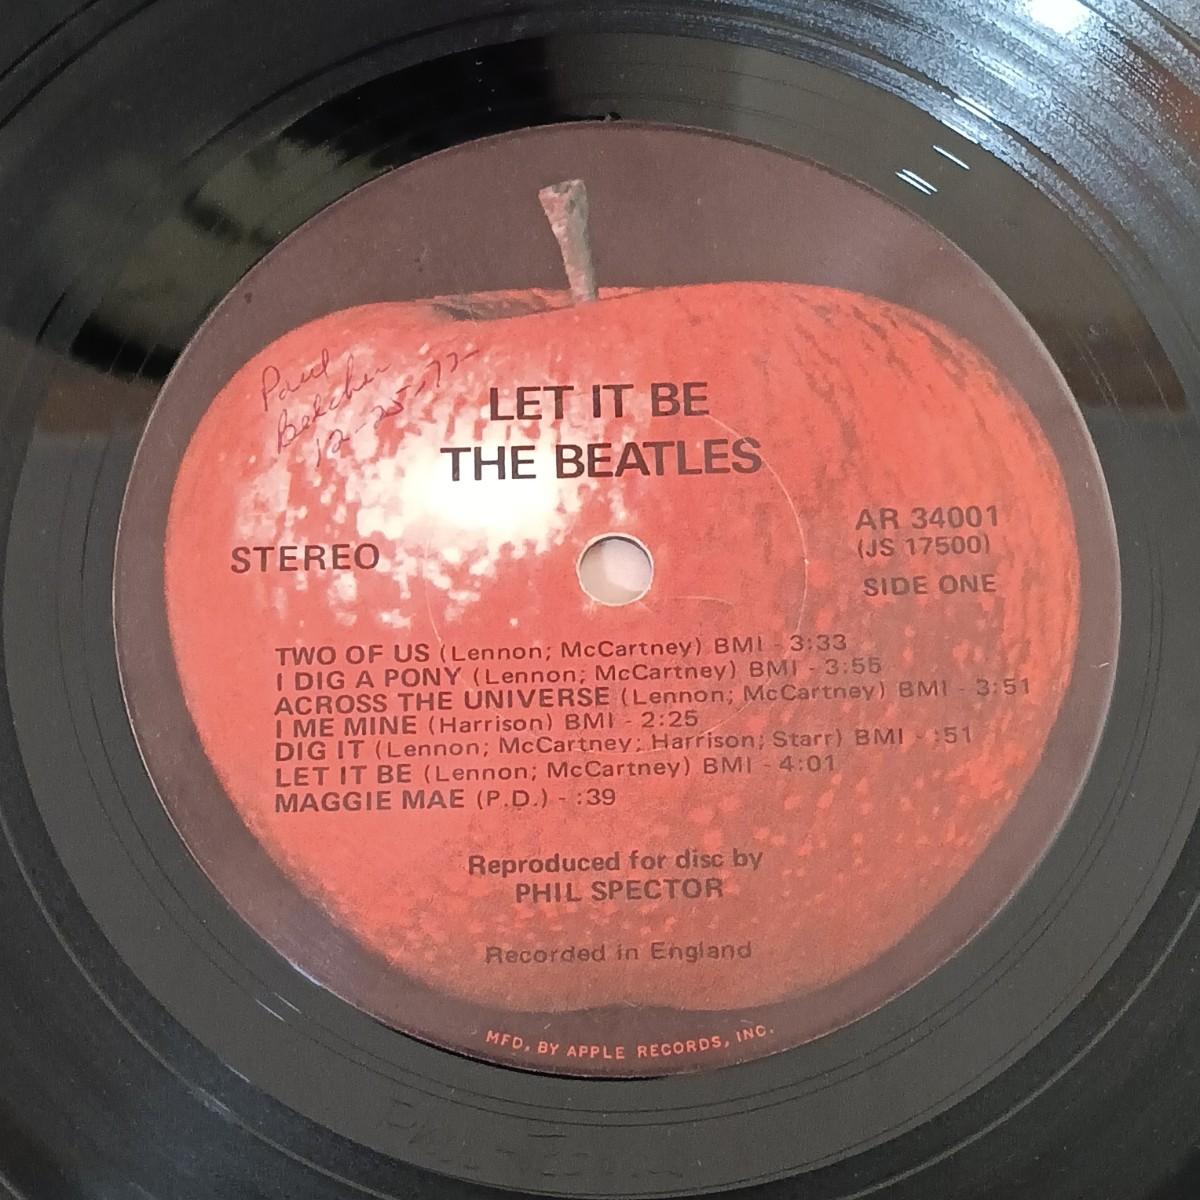 Paul
Belcher
12-25-77
LET IT BE
THE BEATLES
STEREO
AR 34001
(JS 17500)
SIDE ONE
TWO OF US (Lennon; McCartney) BMI - 3:33
I DIG A PONY (Lennon; McCartney) BMI - 3:55
ACROSS THE UNIVERSE (Lennon; McCartney) BMI - 3:51
I ME MINE (Harrison) BMI - 2:25
DIG IT (Lennon; McCartney; Harrison; Starr) BMI - :51
LET IT BE (Lennon; McCartney) BMI - 4:01
MAGGIE MAE (P.D.) - :39
Reproduced for disc by
PHIL SPECTOR
Recorded in England
MFD. BY APPLE RECORDS, INC.